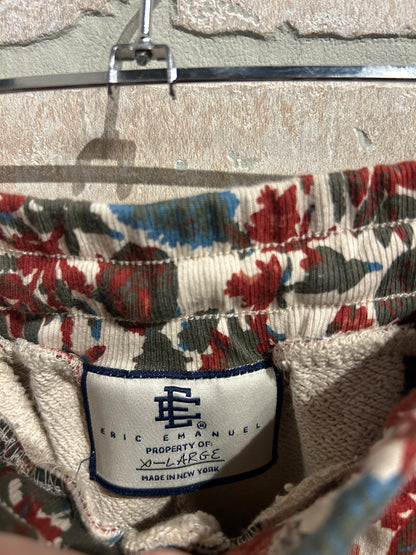 EE®
ERIC EMANUEL
PROPERTY OF:
X-LARGE
MADE IN NEW YORK